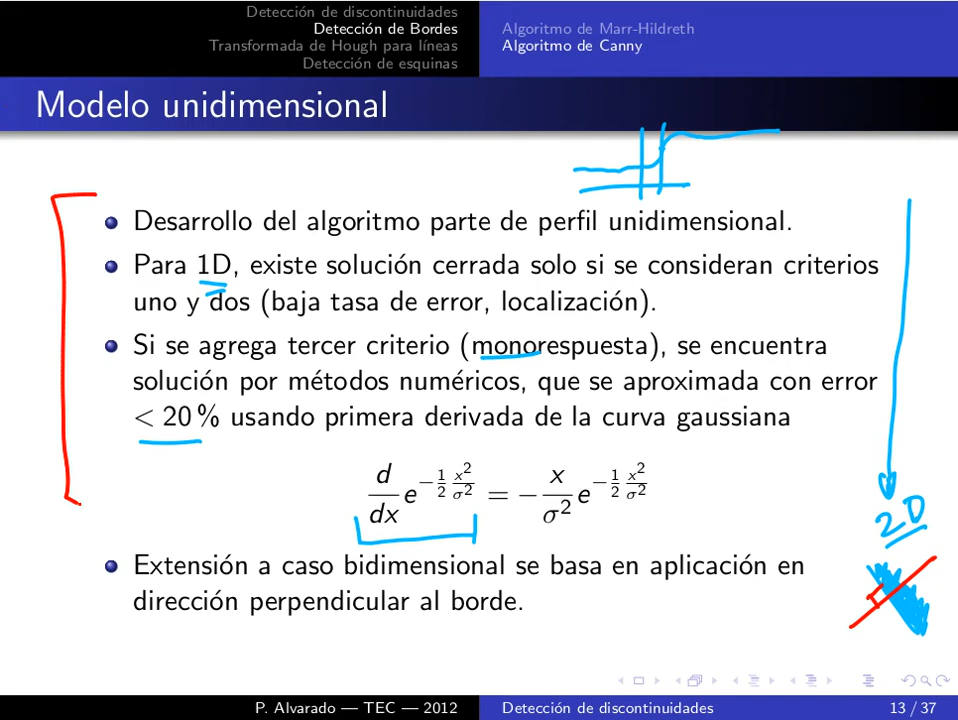 Detección de discontinuidades
Detección de Bordes
Transformada de Hough para líneas
Detección de esquinas
Algoritmo de Marr-Hildreth
Algoritmo de Canny
Modelo unidimensional
Desarrollo del algoritmo parte de perfil unidimensional.
Para 1D, existe solución cerrada solo si se consideran criterios
uno y dos (baja tasa de error, localización).
Si se agrega tercer criterio (monorespuesta), se encuentra
solución por métodos numéricos, que se aproximada con error
< 20 % usando primera derivada de la curva gaussiana
d/dx e^{-1/2 x²/σ²} = -x/σ² e^{-1/2 x²/σ²}
2D
Extensión a caso bidimensional se basa en aplicación en
dirección perpendicular al borde.
P. Alvarado — TEC — 2012
Detección de discontinuidades
13 / 37